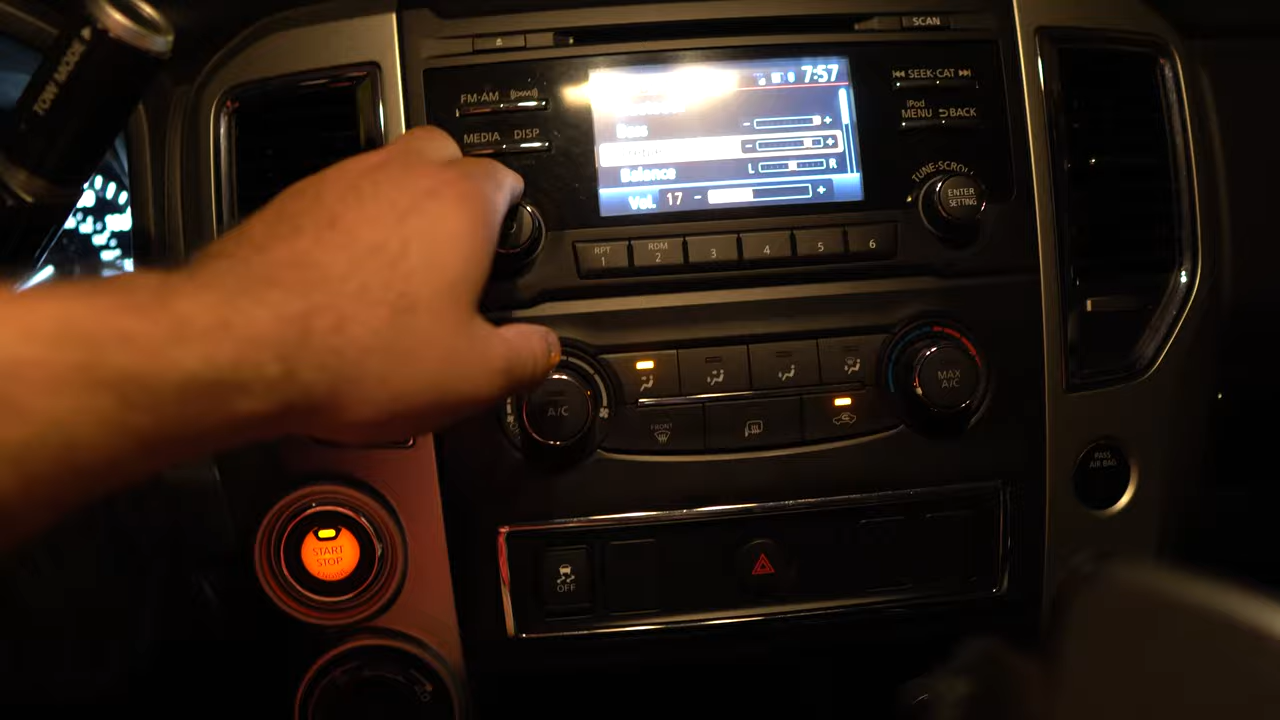 TOW MODE
SCAN
FM·AM
MEDIA DISP
7:57
Bass
- +
- +
Balance
L R
Vol. 17 - +
SEEK·CAT
iPod
MENU BACK
TUNE·SCROLL
ENTER
SETTING
RPT
1
RDM
2
3
4
5
6
A/C
MAX
A/C
FRONT
PASS
AIR BAG
START
STOP
ENGINE
OFF